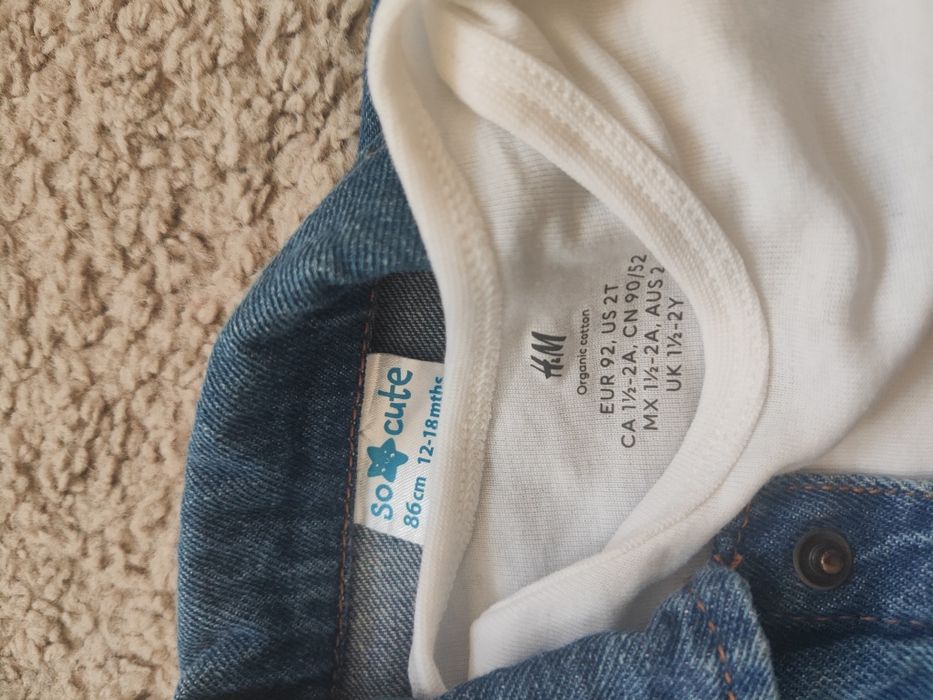 so cute
86cm 12-18mths
H&M
Organic cotton
EUR 92, US 2T
CA 1½-2A, CN 90/52
MX 1½-2A, AUS 2
UK 1½-2Y